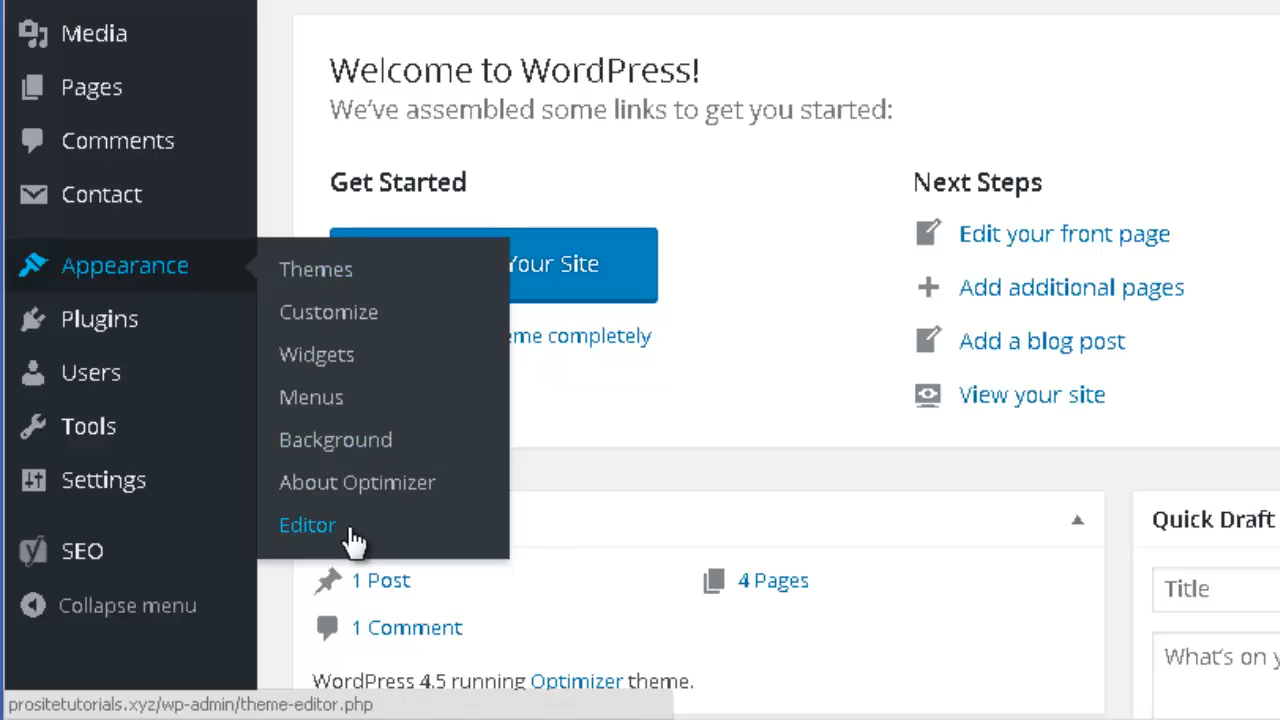 Media
Pages
Comments
Contact
Appearance
Plugins
Users
Tools
Settings
SEO
Collapse menu
Themes
Customize
Widgets
Menus
Background
About Optimizer
Editor
Welcome to WordPress!
We've assembled some links to get you started:
Get Started
Your Site
completely
Next Steps
Edit your front page
Add additional pages
Add a blog post
View your site
1 Post
4 Pages
1 Comment
WordPress 4.5 running Optimizer theme.
Quick Draft
Title
What's on
prositetutorials.xyz/wp-admin/theme-editor.php